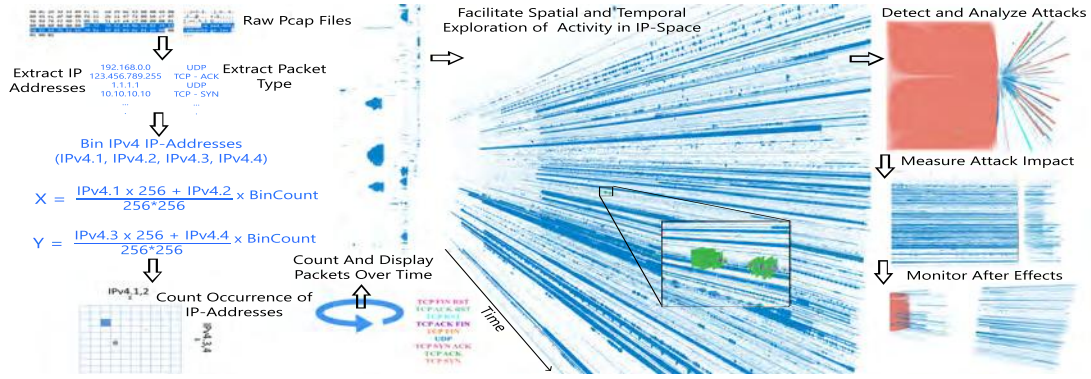 Raw Pcap Files
Extract IP
Addresses
192.168.0.0 UDP
123.456.789.255 TCP - ACK
1.1.1.1 UDP
10.10.10.10 TCP - SYN
... ...
Extract Packet
Type
Bin IPv4 IP-Addresses
(IPv4.1, IPv4.2, IPv4.3, IPv4.4)
X = IPv4.1 x 256 + IPv4.2 / 256*256 x BinCount
Y = IPv4.3 x 256 + IPv4.4 / 256*256 x BinCount
IPv4.1,2
IPv4.3,4
Count Occurrence of
IP-Addresses
Count And Display
Packets Over Time
TCP SYN RST
TCP ACK RST
TCP RST
TCP ACK FIN
TCP FIN
UDP
TCP SYN ACK
TCP ACK
TCP SYN
Facilitate Spatial and Temporal
Exploration of Activity in IP-Space
Time
Detect and Analyze Attacks
Measure Attack Impact
Monitor After Effects